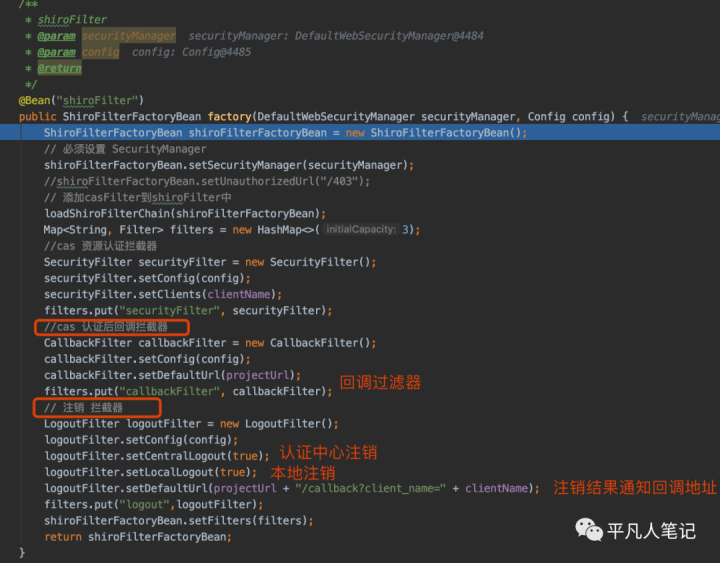 /**
* shiroFilter
* @param securityManager securityManager: DefaultWebSecurityManager@4484
* @param config config: Config@4485
* @return
*/
@Bean("shiroFilter")
public ShiroFilterFactoryBean factory(DefaultWebSecurityManager securityManager, Config config) { securityManag
ShiroFilterFactoryBean shiroFilterFactoryBean = new ShiroFilterFactoryBean();
// 必须设置 SecurityManager
shiroFilterFactoryBean.setSecurityManager(securityManager);
//shiroFilterFactoryBean.setUnauthorizedUrl("/403");
// 添加casFilter到shiroFilter中
loadShiroFilterChain(shiroFilterFactoryBean);
Map<String, Filter> filters = new HashMap<>( initialCapacity: 3);
//cas 资源认证拦截器
SecurityFilter securityFilter = new SecurityFilter();
securityFilter.setConfig(config);
securityFilter.setClients(clientName);
filters.put("securityFilter", securityFilter);
//cas 认证后回调拦截器
CallbackFilter callbackFilter = new CallbackFilter();
callbackFilter.setConfig(config);
callbackFilter.setDefaultUrl(projectUrl);
filters.put("callbackFilter", callbackFilter); 回调过滤器
// 注销 拦截器
LogoutFilter logoutFilter = new LogoutFilter();
logoutFilter.setConfig(config);
logoutFilter.setCentralLogout(true); 认证中心注销
logoutFilter.setLocalLogout(true); 本地注销
logoutFilter.setDefaultUrl(projectUrl + "/callback?client_name=" + clientName); 注销结果通知回调地址
filters.put("logout",logoutFilter);
shiroFilterFactoryBean.setFilters(filters);
return shiroFilterFactoryBean;
}
平凡人笔记